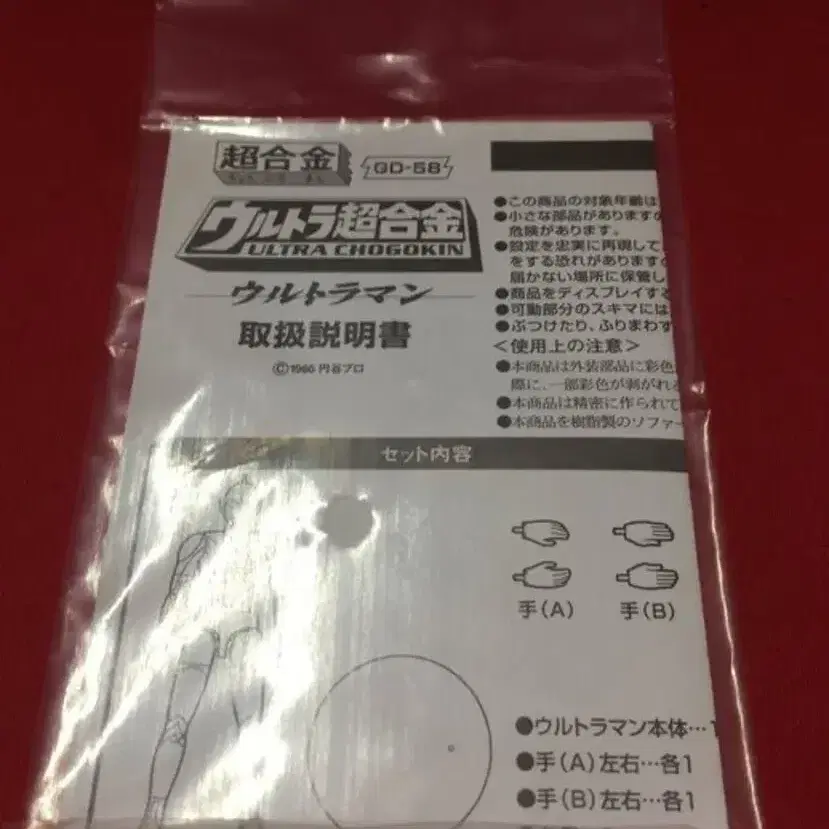 超合金
GD-58
ウルトラ超合金
ULTRA CHOGOKIN
ウルトラマン
取扱説明書
©1966 円谷プロ
●この商品の対象年齢は
●小さな部品がありますの
危険があります。
●設定を忠実に再現して
をする恐れがありますの
届かない場所に保管し
●商品をディスプレイする
●可動部分のスキマには
●ぶつけたり、ふりまわす
＜使用上の注意＞
●本商品は外装部品に彩色
際に、一部彩色が剥がれる
●本商品は精密に作られて
●本商品を樹脂製のソファー
セット内容
手(A)
手(B)
●ウルトラマン本体…1
●手(A)左右…各1
●手(B)左右…各1